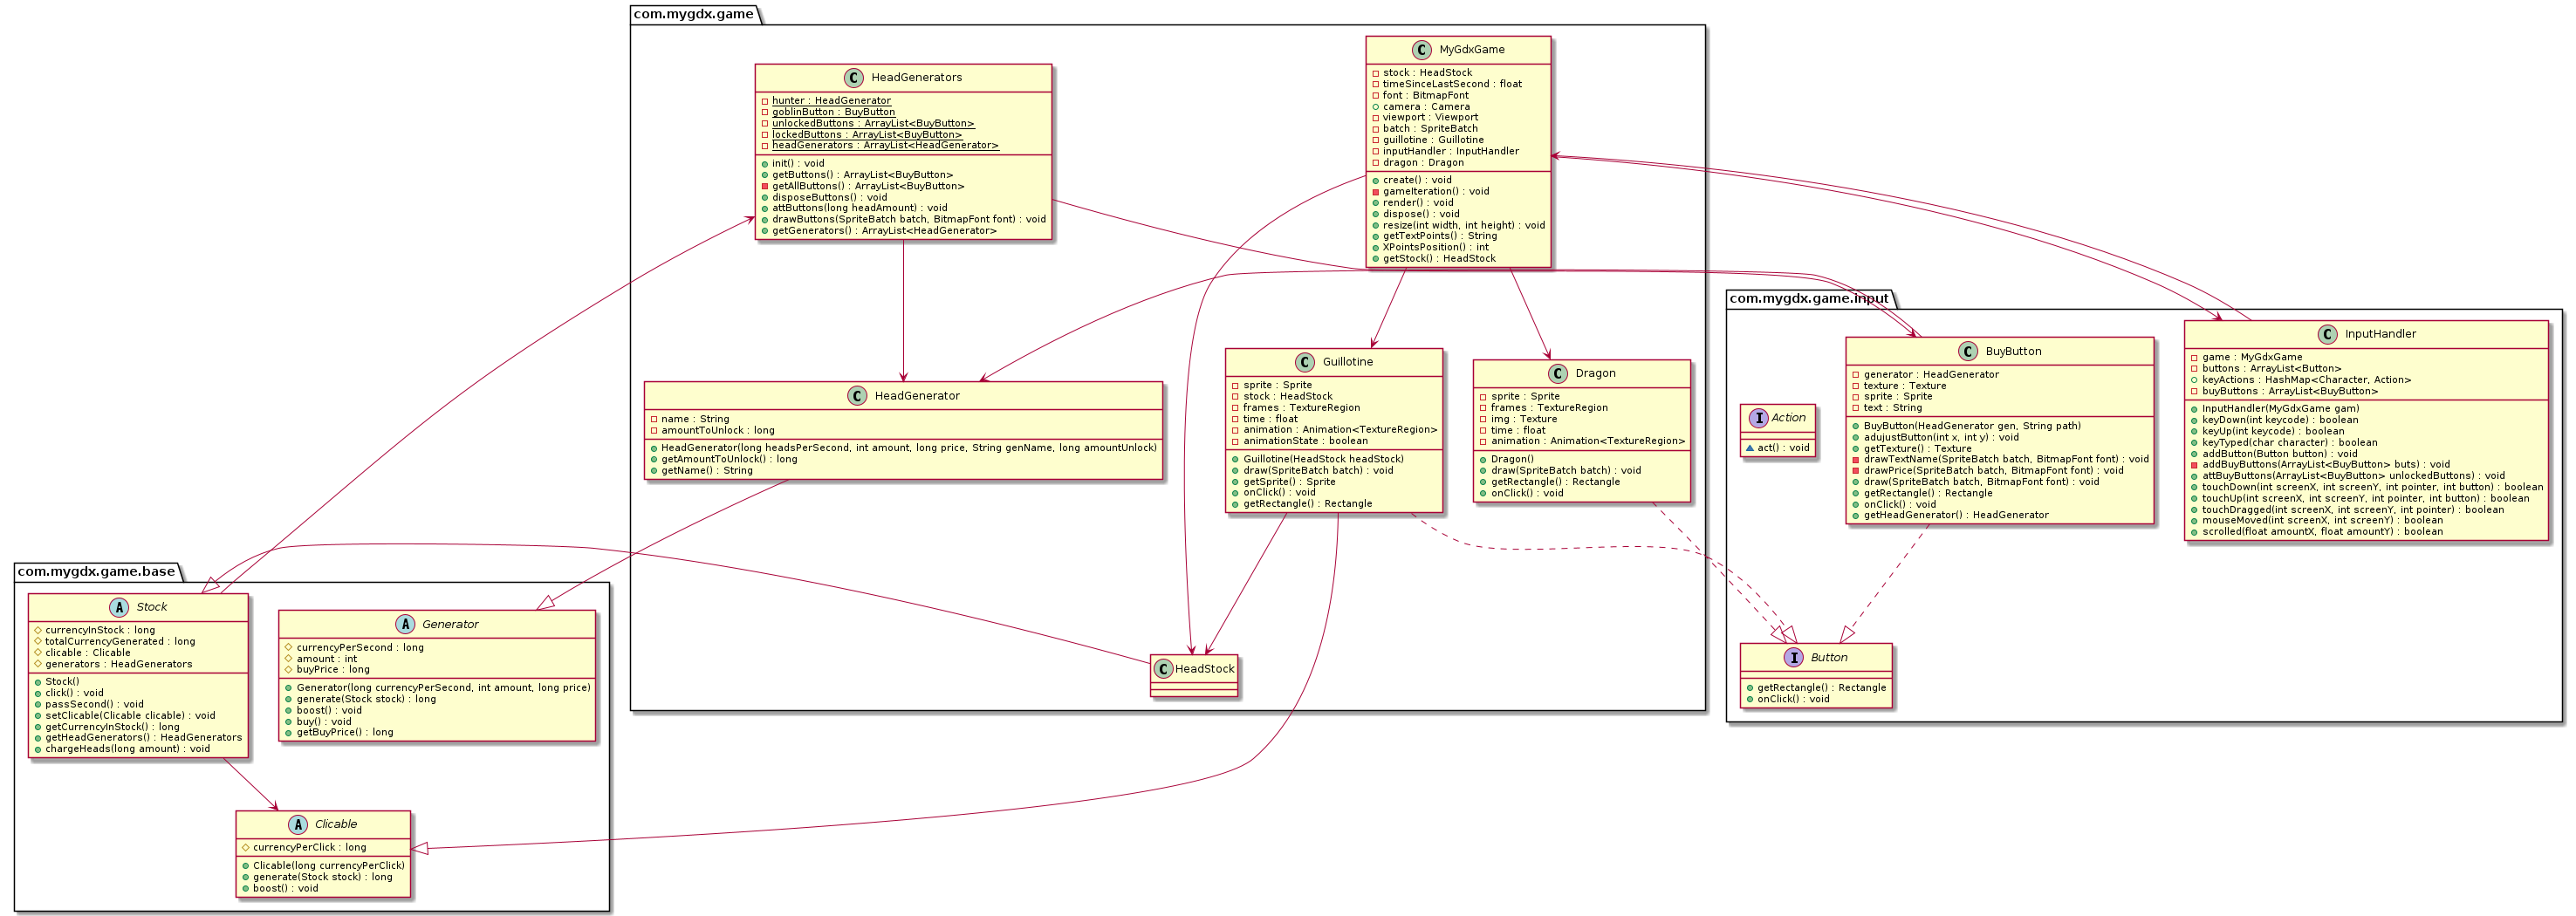 com.mygdx.game
HeadGenerators
hunter : HeadGenerator
goblinButton : BuyButton
unlockedButtons : ArrayList<BuyButton>
lockedButtons : ArrayList<BuyButton>
headGenerators : ArrayList<HeadGenerator>
init() : void
getButtons() : ArrayList<BuyButton>
getAllButtons() : ArrayList<BuyButton>
disposeButtons() : void
attButtons(long headAmount) : void
drawButtons(SpriteBatch batch, BitmapFont font) : void
getGenerators() : ArrayList<HeadGenerator>
MyGdxGame
stock : HeadStock
timeSinceLastSecond : float
font : BitmapFont
camera : Camera
viewport : Viewport
batch : SpriteBatch
guillotine : Guillotine
inputHandler : InputHandler
dragon : Dragon
create() : void
gameIteration() : void
render() : void
dispose() : void
resize(int width, int height) : void
getTextPoints() : String
XPointsPosition() : int
getStock() : HeadStock
HeadGenerator
name : String
amountToUnlock : long
HeadGenerator(long headsPerSecond, int amount, long price, String genName, long amountUnlock)
getAmountToUnlock() : long
getName() : String
Guillotine
sprite : Sprite
stock : HeadStock
frames : TextureRegion
time : float
animation : Animation<TextureRegion>
animationState : boolean
Guillotine(HeadStock headStock)
draw(SpriteBatch batch) : void
getSprite() : Sprite
onClick() : void
getRectangle() : Rectangle
Dragon
sprite : Sprite
frames : TextureRegion
img : Texture
time : float
animation : Animation<TextureRegion>
Dragon()
draw(SpriteBatch batch) : void
getRectangle() : Rectangle
onClick() : void
HeadStock
com.mygdx.game.input
Action
act() : void
BuyButton
generator : HeadGenerator
texture : Texture
sprite : Sprite
text : String
BuyButton(HeadGenerator gen, String path)
adujustButton(int x, int y) : void
getTexture() : Texture
drawTextName(SpriteBatch batch, BitmapFont font) : void
drawPrice(SpriteBatch batch, BitmapFont font) : void
draw(SpriteBatch batch, BitmapFont font) : void
getRectangle() : Rectangle
onClick() : void
getHeadGenerator() : HeadGenerator
InputHandler
game : MyGdxGame
buttons : ArrayList<Button>
keyActions : HashMap<Character, Action>
buyButtons : ArrayList<BuyButton>
InputHandler(MyGdxGame gam)
keyDown(int keycode) : boolean
keyUp(int keycode) : boolean
keyTyped(char character) : boolean
addButton(Button button) : void
addBuyButtons(ArrayList<BuyButton> buts) : void
attBuyButtons(ArrayList<BuyButton> unlockedButtons) : void
touchDown(int screenX, int screenY, int pointer, int button) : boolean
touchUp(int screenX, int screenY, int pointer, int button) : boolean
touchDragged(int screenX, int screenY, int pointer) : boolean
mouseMoved(int screenX, int screenY) : boolean
scrolled(float amountX, float amountY) : boolean
Button
getRectangle() : Rectangle
onClick() : void
com.mygdx.game.base
Stock
currencyInStock : long
totalCurrencyGenerated : long
clicable : Clicable
generators : HeadGenerators
Stock()
click() : void
passSecond() : void
setClicable(Clicable clicable) : void
getCurrencyInStock() : long
getHeadGenerators() : HeadGenerators
chargeHeads(long amount) : void
Generator
currencyPerSecond : long
amount : int
buyPrice : long
Generator(long currencyPerSecond, int amount, long price)
generate(Stock stock) : long
boost() : void
buy() : void
getBuyPrice() : long
Clicable
currencyPerClick : long
Clicable(long currencyPerClick)
generate(Stock stock) : long
boost() : void